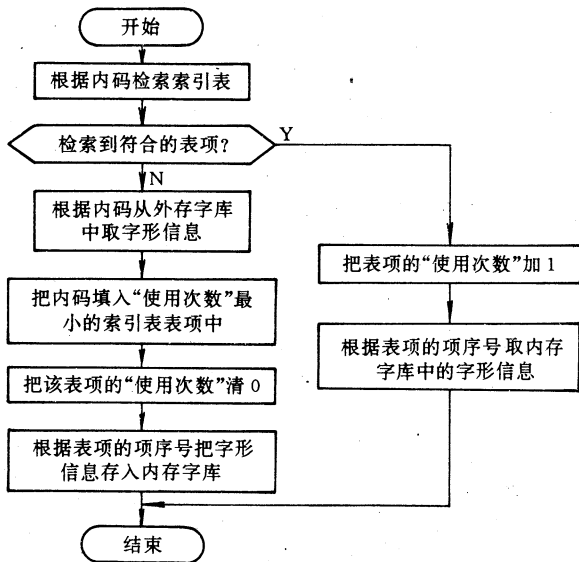 开始
根据内码检索索引表
检索到符合的表项?
Y
N
根据内码从外存字库
中取字形信息
把内码填入“使用次数”最
小的索引表表项中
把该表项的“使用次数”清0
根据表项的项序号把字形
信息存入内存字库
把表项的“使用次数”加1
根据表项的项序号取内存
字库中的字形信息
结束